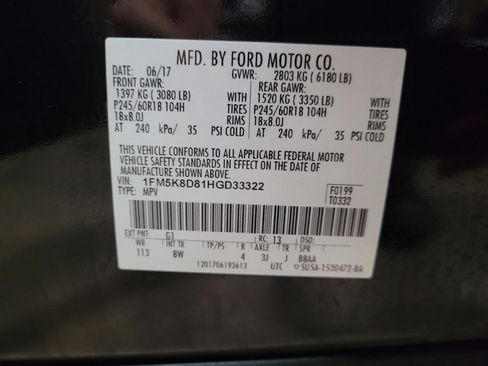 MFD. BY FORD MOTOR CO.
DATE: 06/17 GVWR: 2803 KG ( 6180 LB)
FRONT GAWR: REAR GAWR:
1397 KG ( 3080 LB) 1520 KG ( 3350 LB)
P245/60R18 104H TIRES P245/60R18 104H TIRES
18x8.0J RIMS 18x8.0J RIMS
AT 240 kPa/ 35 PSI COLD AT 240 kPa/ 35 PSI COLD
THIS VEHICLE CONFORMS TO ALL APPLICABLE FEDERAL MOTOR
VEHICLE SAFETY STANDARDS IN EFFECT ON THE DATE OF
MANUFACTURE SHOWN ABOVE.
VIN: 1FM5K8D81HGD33322 F0199
TYPE: MPV T0332
EXT PNT: G1 RC: 13 DSO:
WB INT TR TP/PS R AXLE TR SPR
113 BW 4 3J J BBAA
1201706193613 UTC ▽5U5A-1520472-BA